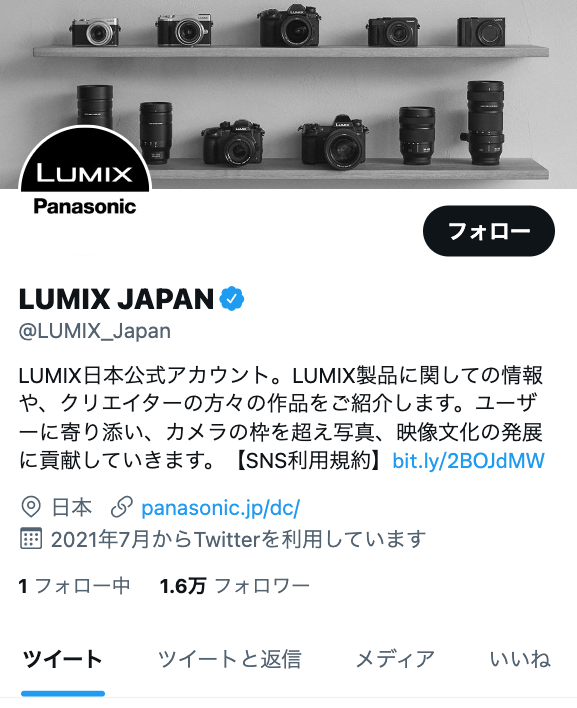 LUMIX
Panasonic
フォロー
LUMIX JAPAN
@LUMIX_Japan
LUMIX日本公式アカウント。LUMIX製品に関しての情報
や、クリエイターの方々の作品をご紹介します。ユーザ
ーに寄り添い、カメラの枠を超え写真、映像文化の発展
に貢献していきます。【SNS利用規約】bit.ly/2BOJdMW
日本 panasonic.jp/dc/
2021年7月からTwitterを利用しています
1 フォロー中 1.6万 フォロワー
ツイート ツイートと返信 メディア いいね